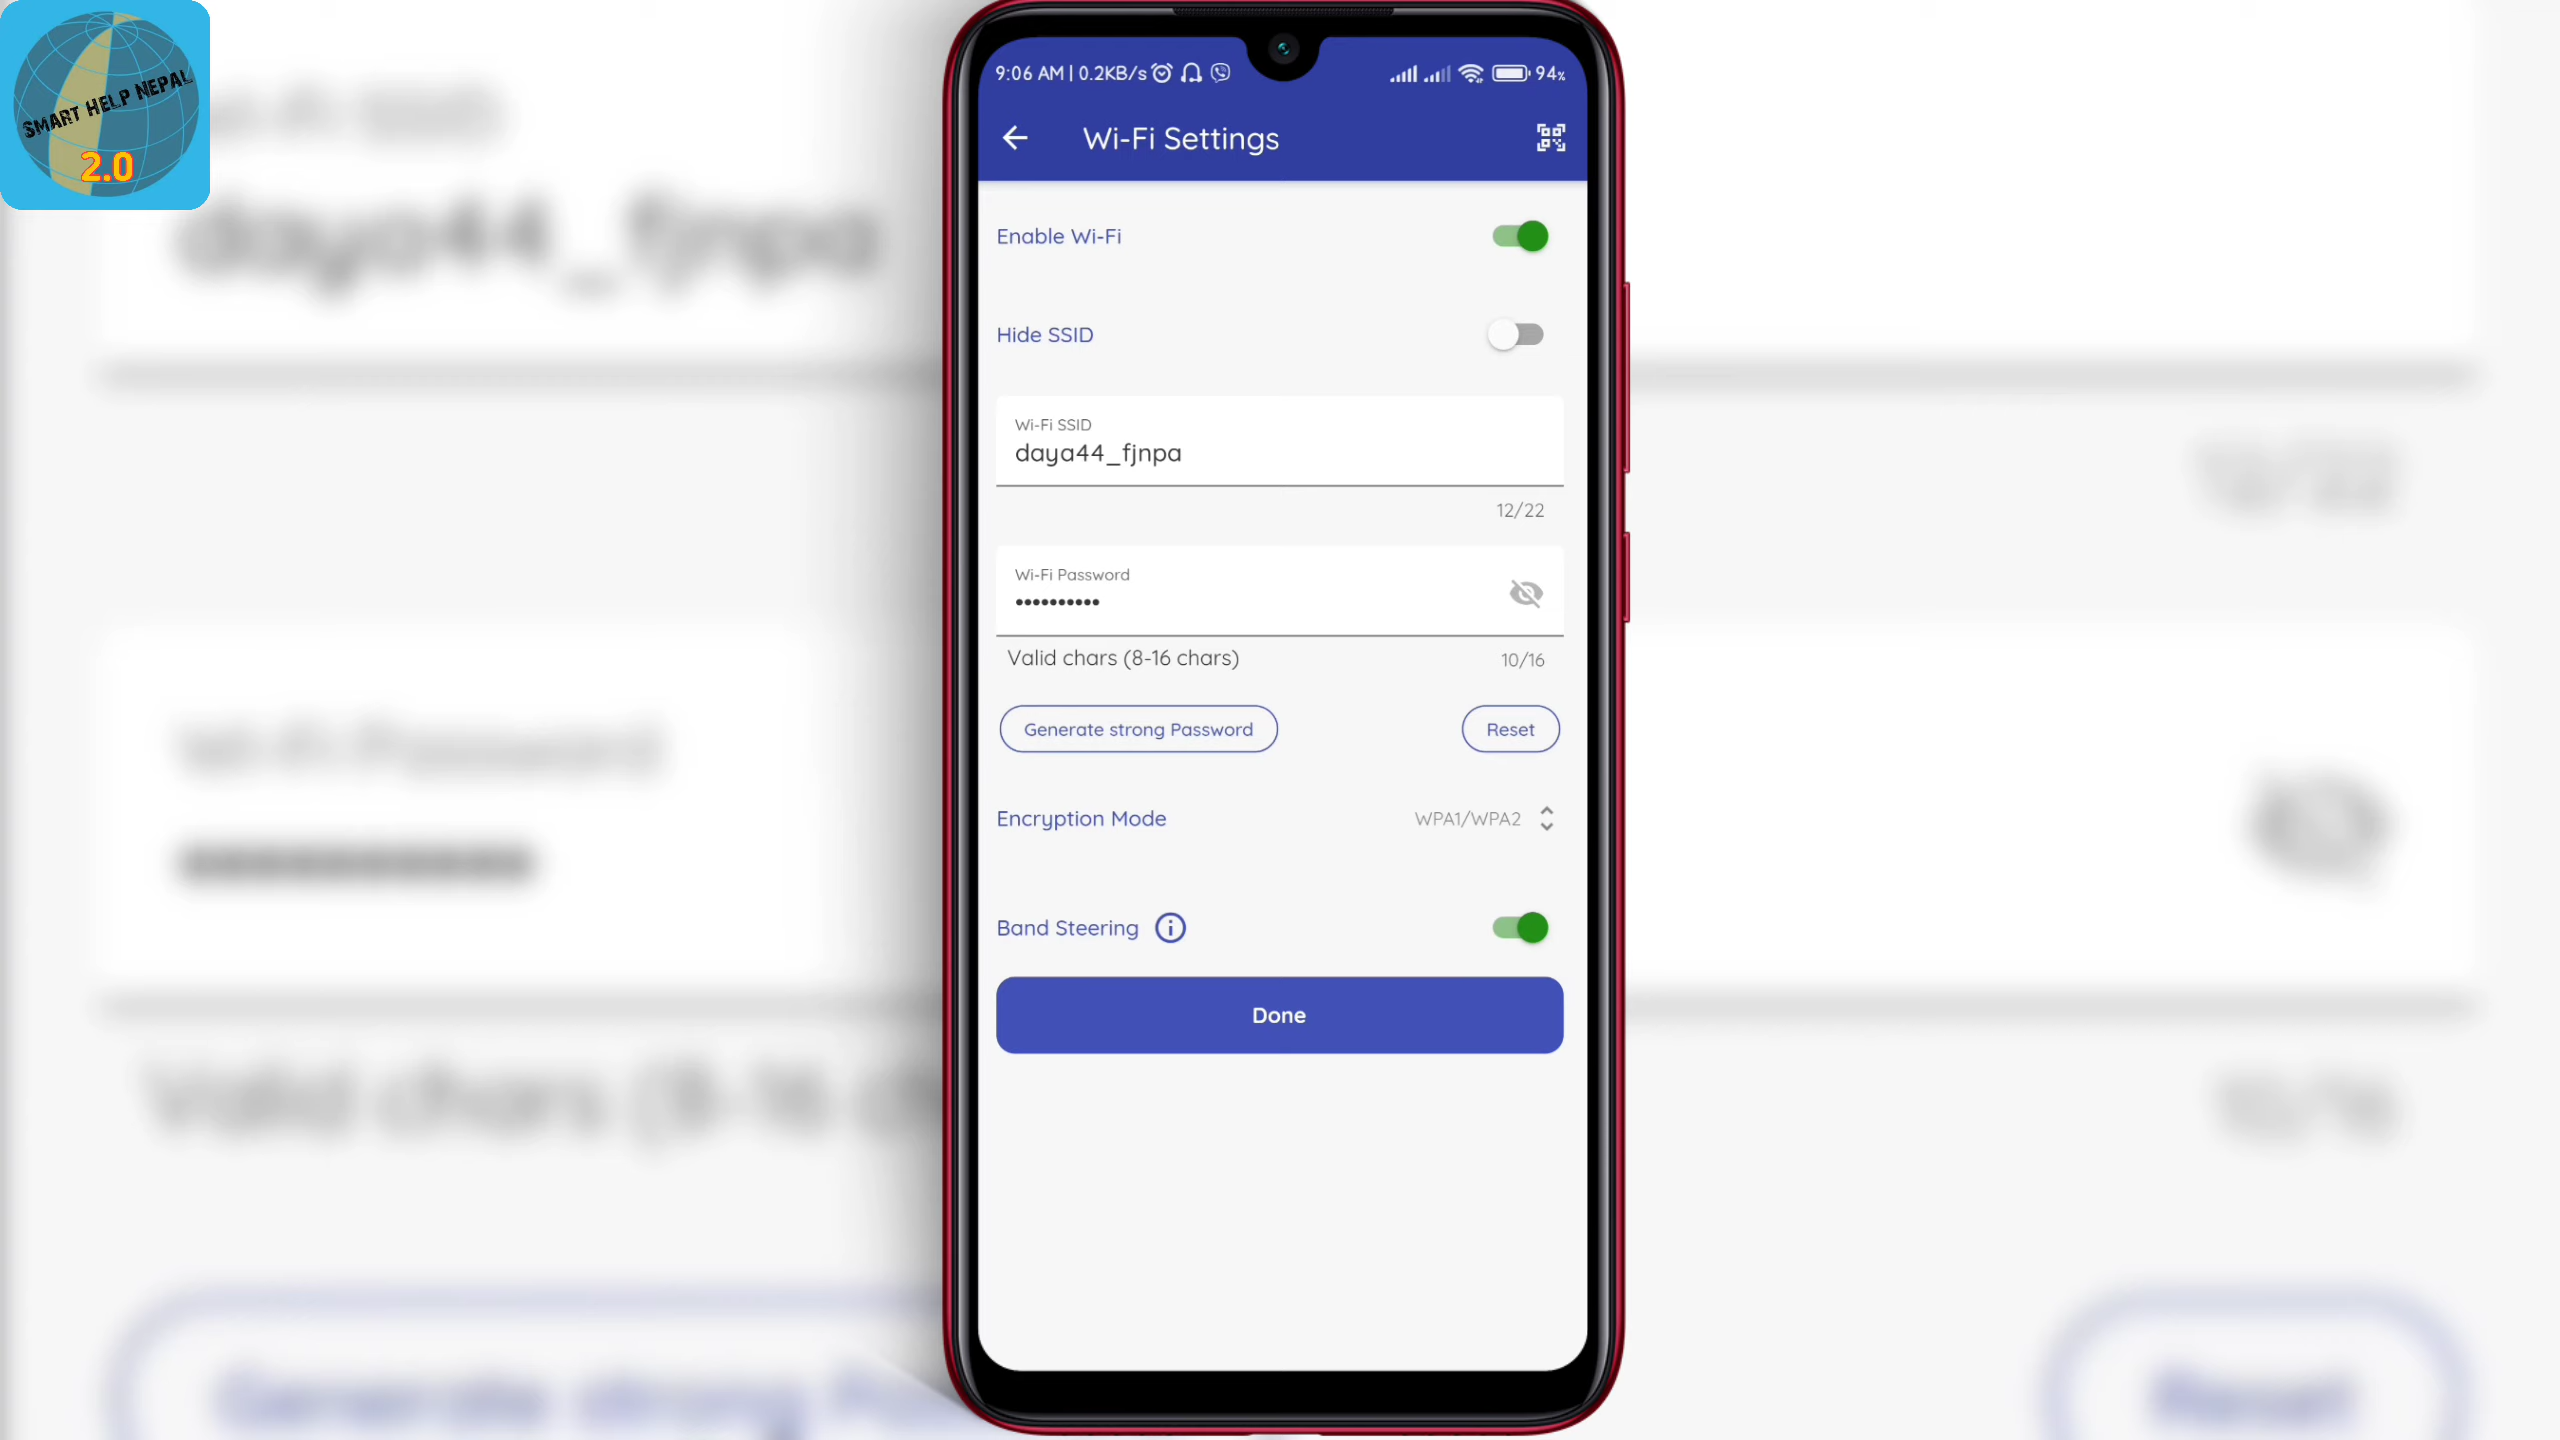 SMART HELP NEPAL
2.0
9:06 AM | 0.2KB/s
94%
Wi-Fi Settings
Enable Wi-Fi
Hide SSID
Wi-Fi SSID
daya44_fjnpa
12/22
Wi-Fi Password
••••••••••
Valid chars (8-16 chars)
10/16
Generate strong Password
Reset
Encryption Mode
WPA1/WPA2
Band Steering
Done